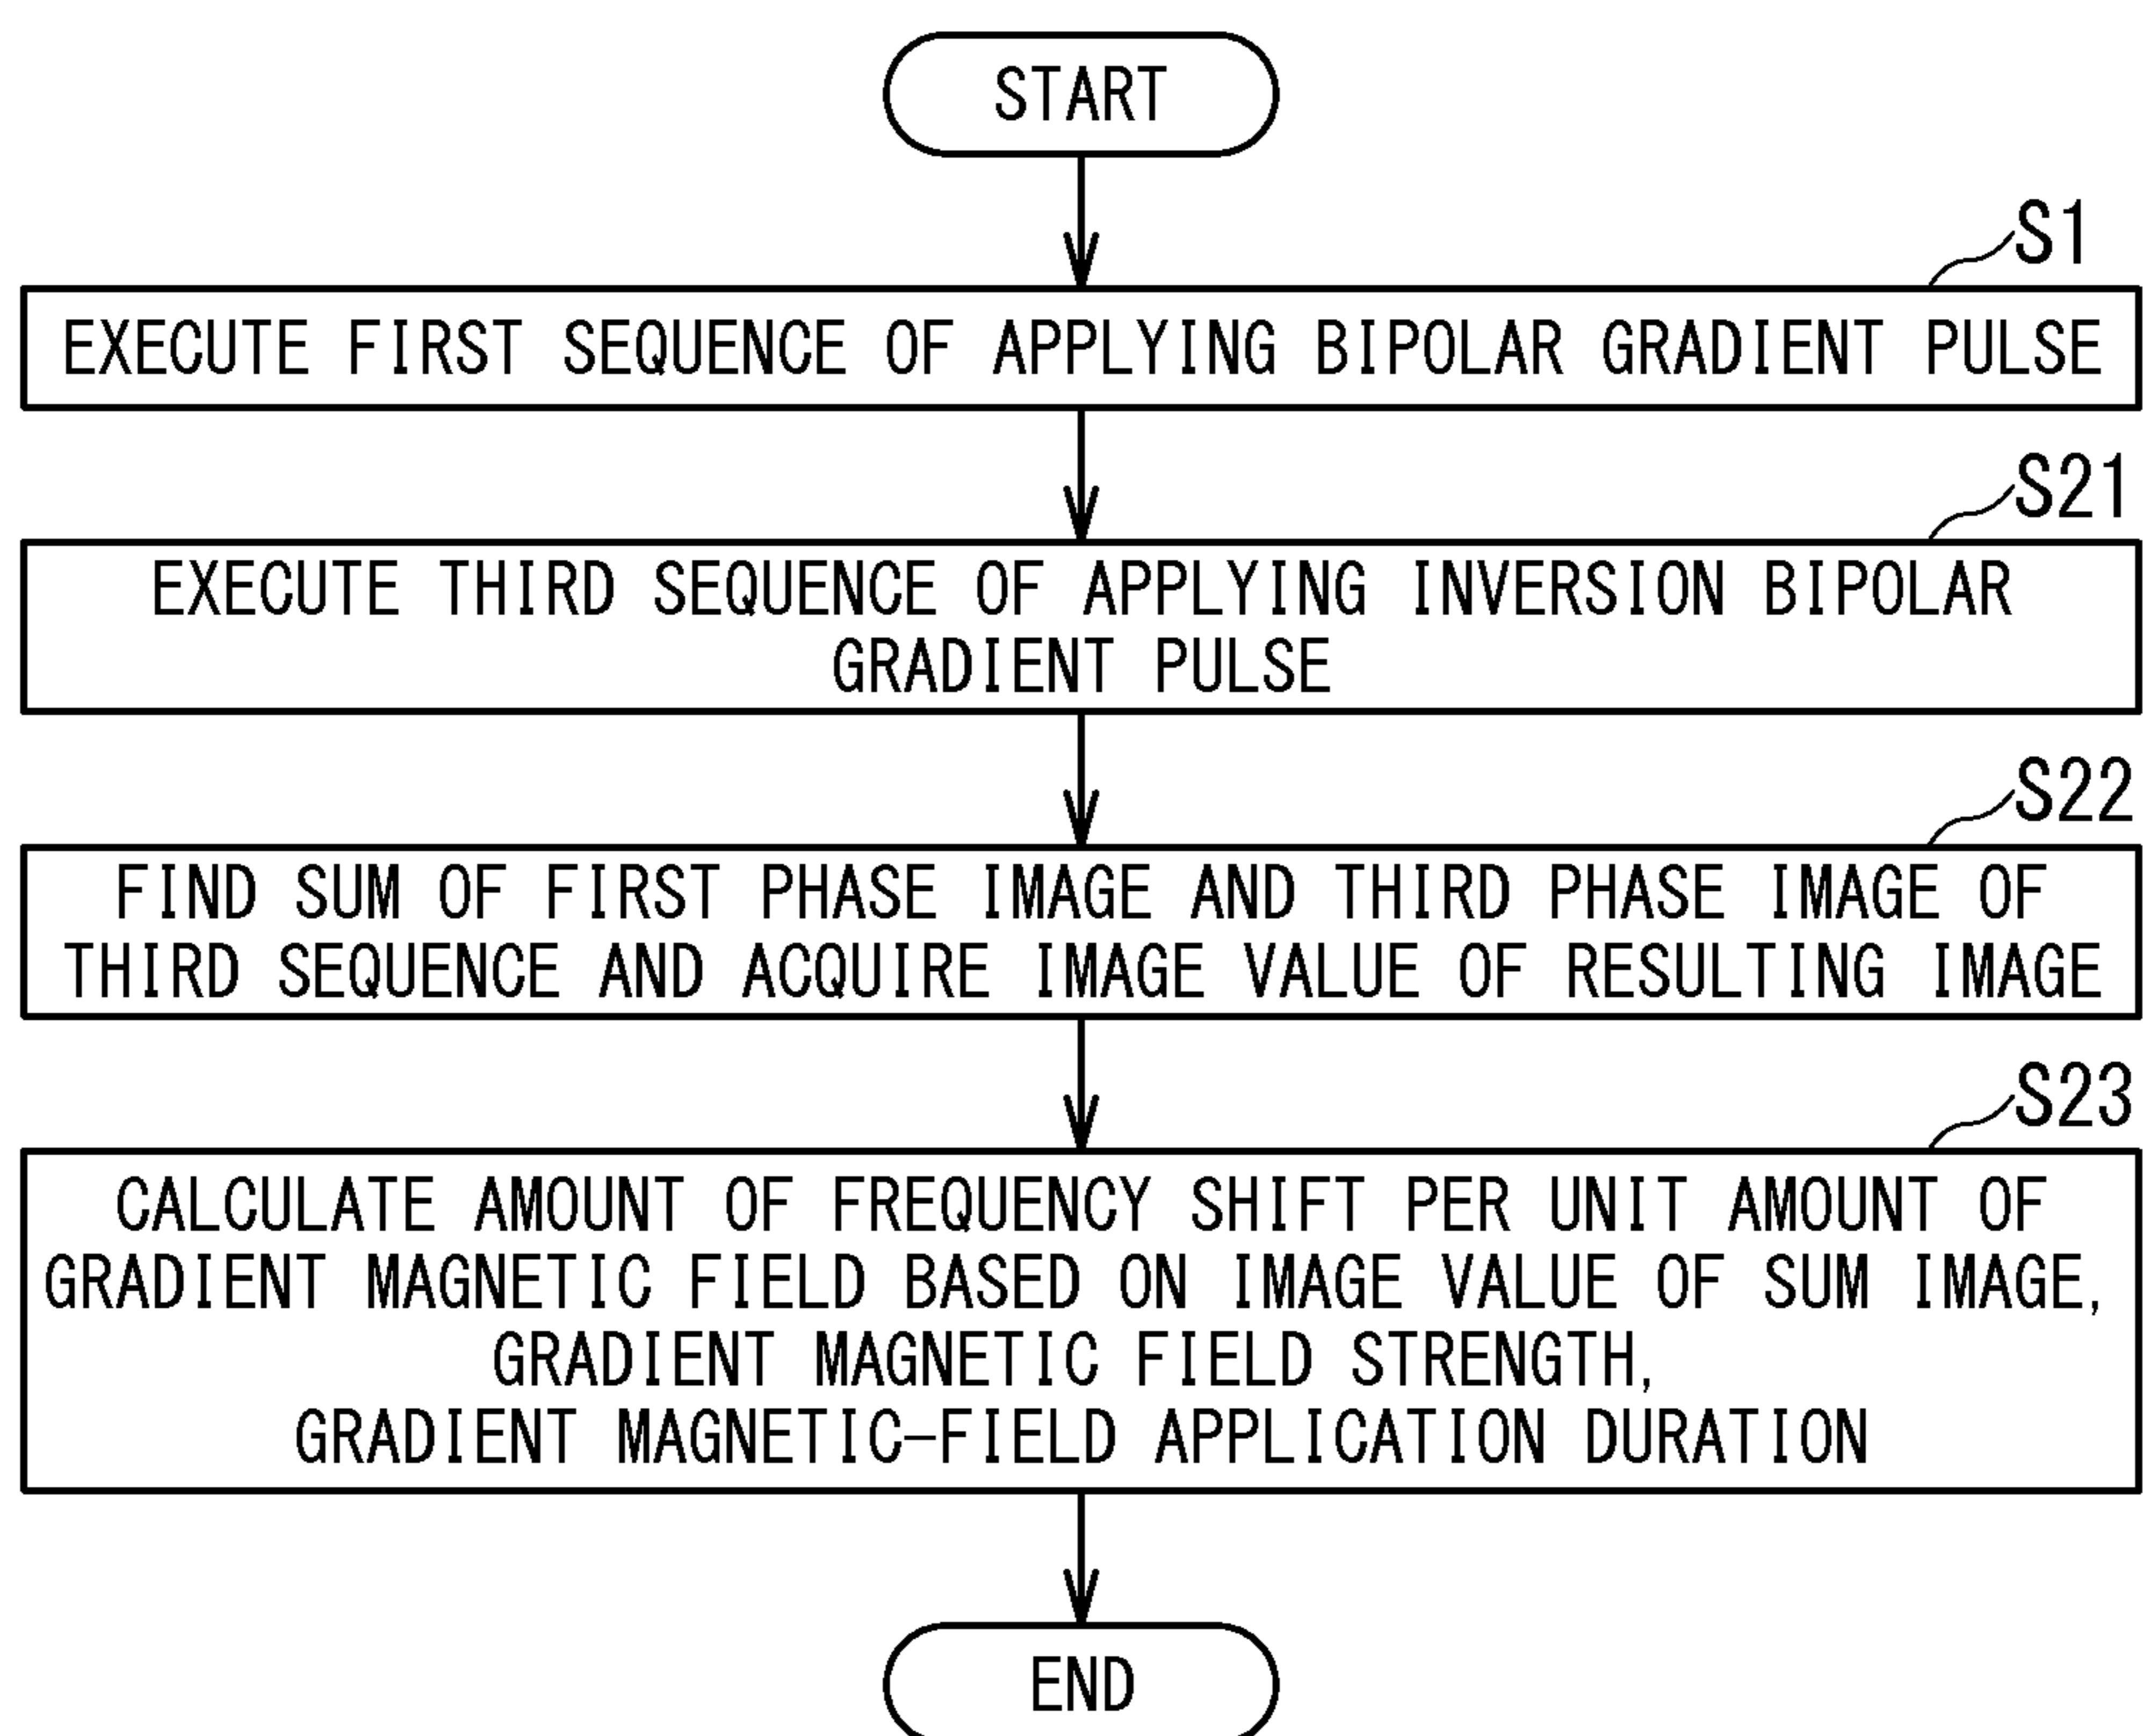 START
S1
EXECUTE FIRST SEQUENCE OF APPLYING BIPOLAR GRADIENT PULSE
S21
EXECUTE THIRD SEQUENCE OF APPLYING INVERSION BIPOLAR
GRADIENT PULSE
S22
FIND SUM OF FIRST PHASE IMAGE AND THIRD PHASE IMAGE OF
THIRD SEQUENCE AND ACQUIRE IMAGE VALUE OF RESULTING IMAGE
S23
CALCULATE AMOUNT OF FREQUENCY SHIFT PER UNIT AMOUNT OF
GRADIENT MAGNETIC FIELD BASED ON IMAGE VALUE OF SUM IMAGE,
GRADIENT MAGNETIC FIELD STRENGTH,
GRADIENT MAGNETIC-FIELD APPLICATION DURATION
END